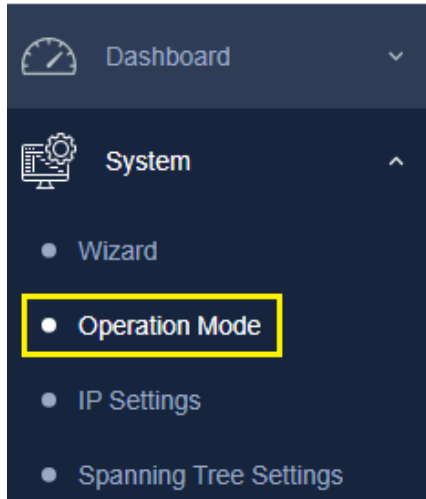 Dashboard
System
Wizard
Operation Mode
IP Settings
Spanning Tree Settings